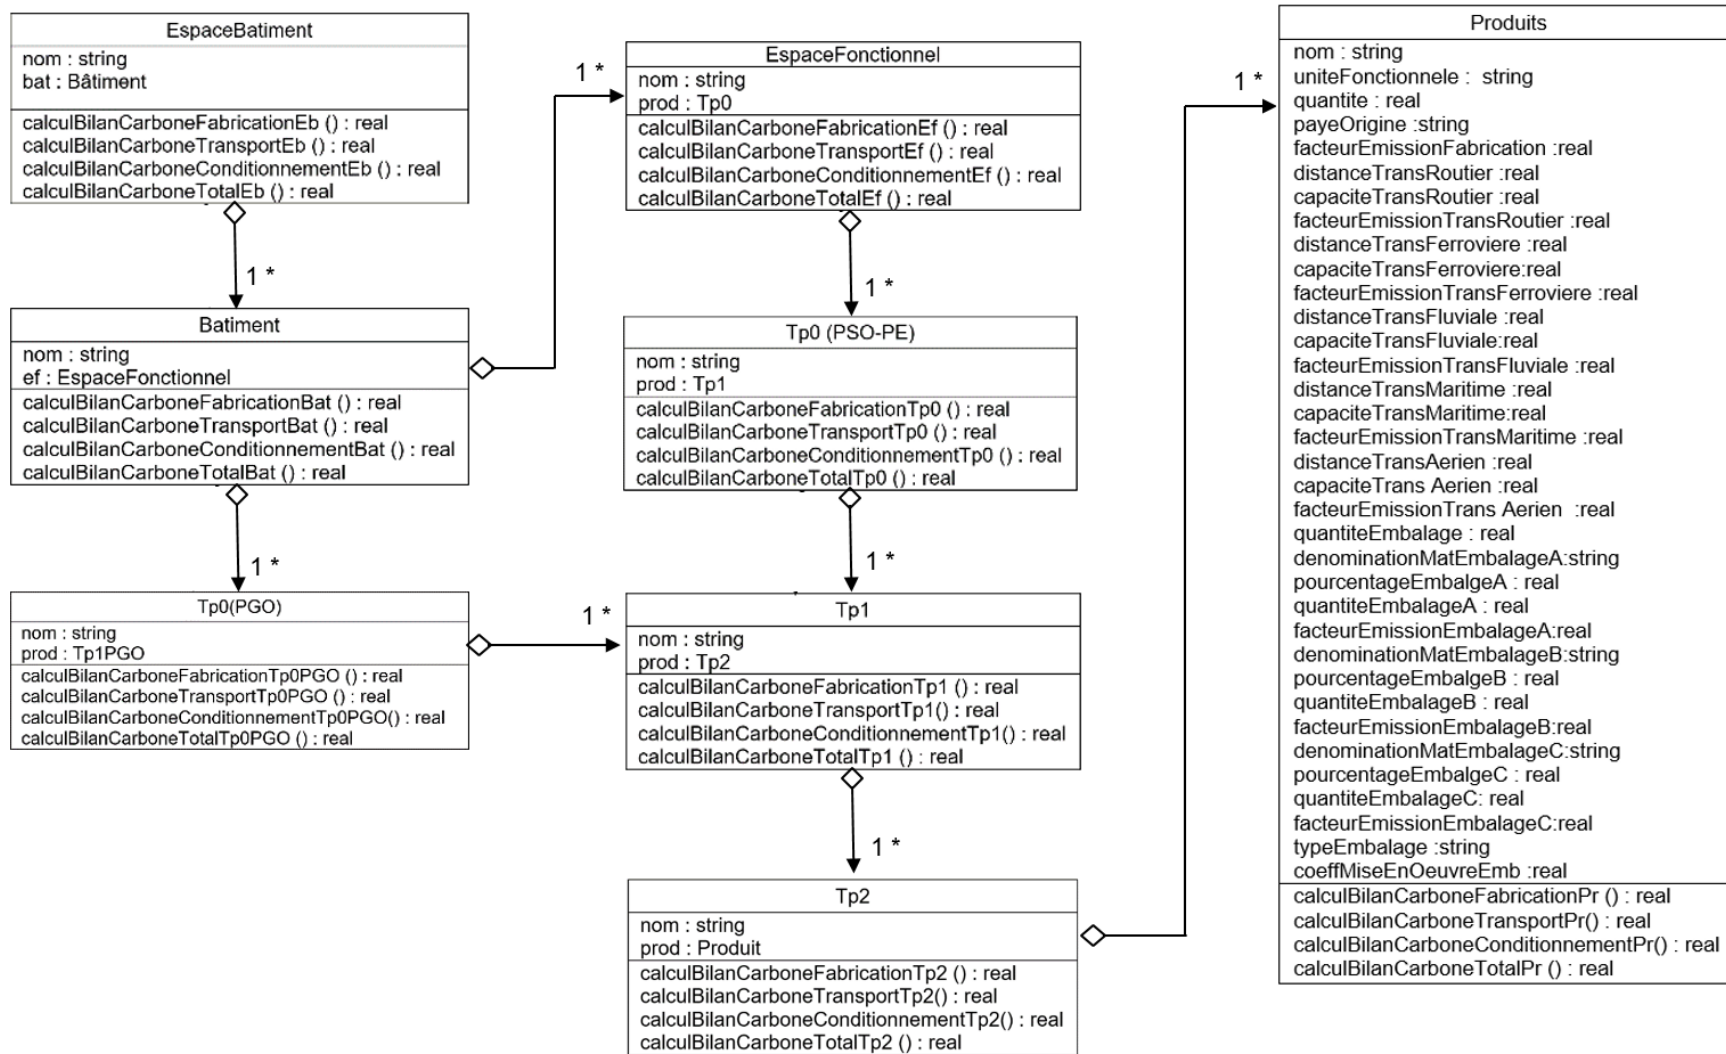 EspaceBatiment
nom : string
bat : Bâtiment
calculBilanCarboneFabricationEb () : real
calculBilanCarboneTransportEb () : real
calculBilanCarboneConditionnementEb () : real
calculBilanCarboneTotalEb () : real
1 *
Batiment
nom : string
ef : EspaceFonctionnel
calculBilanCarboneFabricationBat () : real
calculBilanCarboneTransportBat () : real
calculBilanCarboneConditionnementBat () : real
calculBilanCarboneTotalBat () : real
1 *
Tp0(PGO)
nom : string
prod : Tp1PGO
calculBilanCarboneFabricationTp0PGO () : real
calculBilanCarboneTransportTp0PGO () : real
calculBilanCarboneConditionnementTp0PGO() : real
calculBilanCarboneTotalTp0PGO () : real
1 *
EspaceFonctionnel
nom : string
prod : Tp0
calculBilanCarboneFabricationEf () : real
calculBilanCarboneTransportEf () : real
calculBilanCarboneConditionnementEf () : real
calculBilanCarboneTotalEf () : real
1 *
Tp0 (PSO-PE)
nom : string
prod : Tp1
calculBilanCarboneFabricationTp0 () : real
calculBilanCarboneTransportTp0 () : real
calculBilanCarboneConditionnementTp0 () : real
calculBilanCarboneTotalTp0 () : real
1 *
1 *
Tp1
nom : string
prod : Tp2
calculBilanCarboneFabricationTp1 () : real
calculBilanCarboneTransportTp1() : real
calculBilanCarboneConditionnementTp1() : real
calculBilanCarboneTotalTp1 () : real
1 *
Tp2
nom : string
prod : Produit
calculBilanCarboneFabricationTp2 () : real
calculBilanCarboneTransportTp2() : real
calculBilanCarboneConditionnementTp2() : real
calculBilanCarboneTotalTp2 () : real
1 *
Produits
nom : string
uniteFonctionnele : string
quantite : real
payeOrigine :string
facteurEmissionFabrication :real
distanceTransRoutier :real
capaciteTransRoutier :real
facteurEmissionTransRoutier :real
distanceTransFerroviere :real
capaciteTransFerroviere:real
facteurEmissionTransFerroviere :real
distanceTransFluviale :real
capaciteTransFluviale:real
facteurEmissionTransFluviale :real
distanceTransMaritime :real
capaciteTransMaritime:real
facteurEmissionTransMaritime :real
distanceTransAerien :real
capaciteTrans Aerien :real
facteurEmissionTrans Aerien :real
quantiteEmbalage : real
denominationMatEmbalageA:string
pourcentageEmbalgeA : real
quantiteEmbalageA : real
facteurEmissionEmbalageA:real
denominationMatEmbalageB:string
pourcentageEmbalgeB : real
quantiteEmbalageB : real
facteurEmissionEmbalageB:real
denominationMatEmbalageC:string
pourcentageEmbalgeC : real
quantiteEmbalageC: real
facteurEmissionEmbalageC:real
typeEmbalage :string
coeffMiseEnOeuvreEmb :real
calculBilanCarboneFabricationPr () : real
calculBilanCarboneTransportPr() : real
calculBilanCarboneConditionnementPr() : real
calculBilanCarboneTotalPr () : real